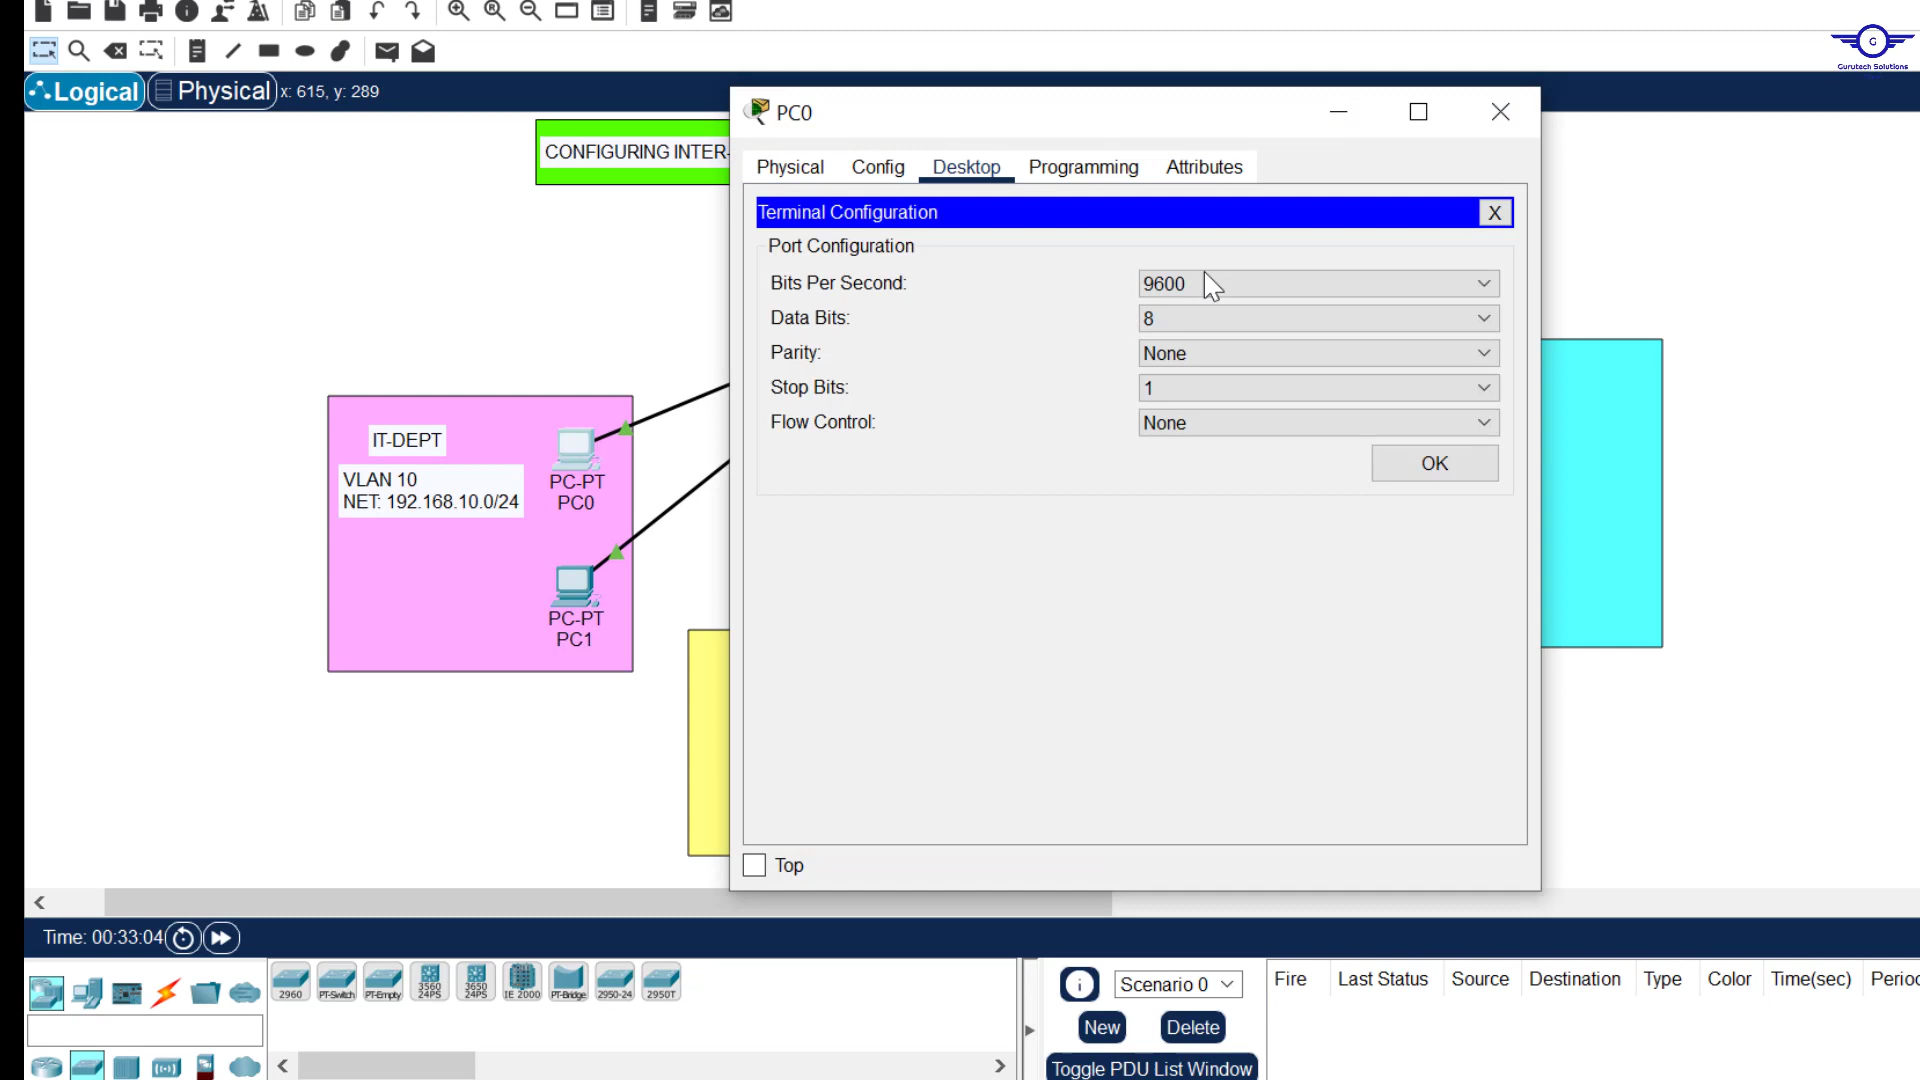 G
Gurutech Solutions
Logical
Physical
x: 615, y: 289
CONFIGURING INTER-
PC0
Physical
Config
Desktop
Programming
Attributes
Terminal Configuration
X
Port Configuration
Bits Per Second:
9600
Data Bits:
8
Parity:
None
Stop Bits:
1
Flow Control:
None
OK
Top
IT-DEPT
VLAN 10
NET: 192.168.10.0/24
PC-PT
PC0
PC-PT
PC1
Time: 00:33:04
2960
PT-Switch
PT-Empty
3560
24PS
3650
24PS
IE 2000
PT-Bridge
2950-24
2950T
Scenario 0
New
Delete
Toggle PDU List Window
Fire
Last Status
Source
Destination
Type
Color
Time(sec)
Perio